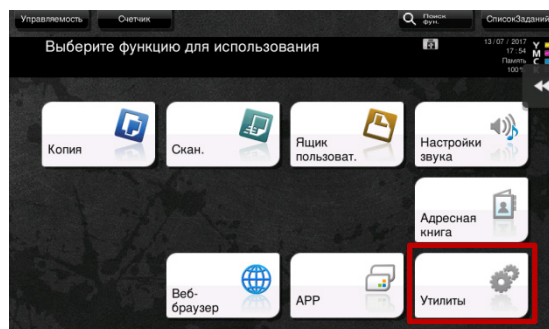 Управляемость
Счетчик
Поиск
фун.
СписокЗаданий
Выберите функцию для использования
13/07/2017
17:54
Память
100%
Y
M
C
K
Копия
Скан.
Ящик
пользоват.
Настройки
звука
Адресная
книга
Веб-
браузер
APP
Утилиты